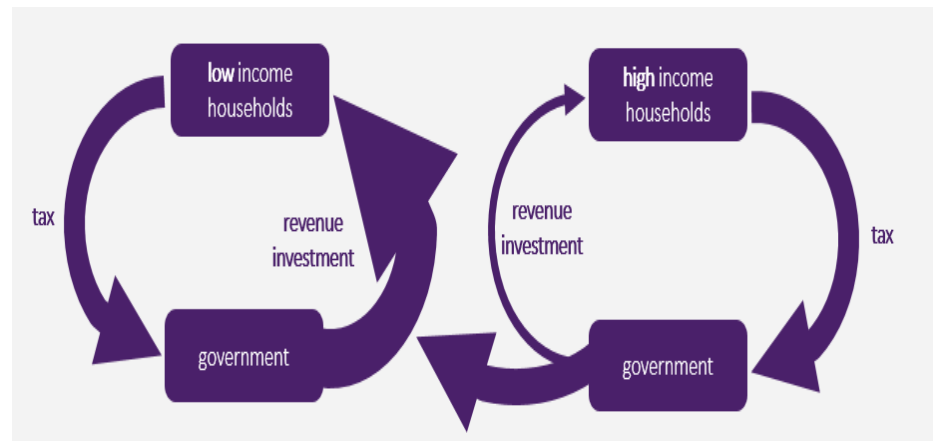 low income
households
tax
revenue
investment
government
high income
households
revenue
investment
tax
government